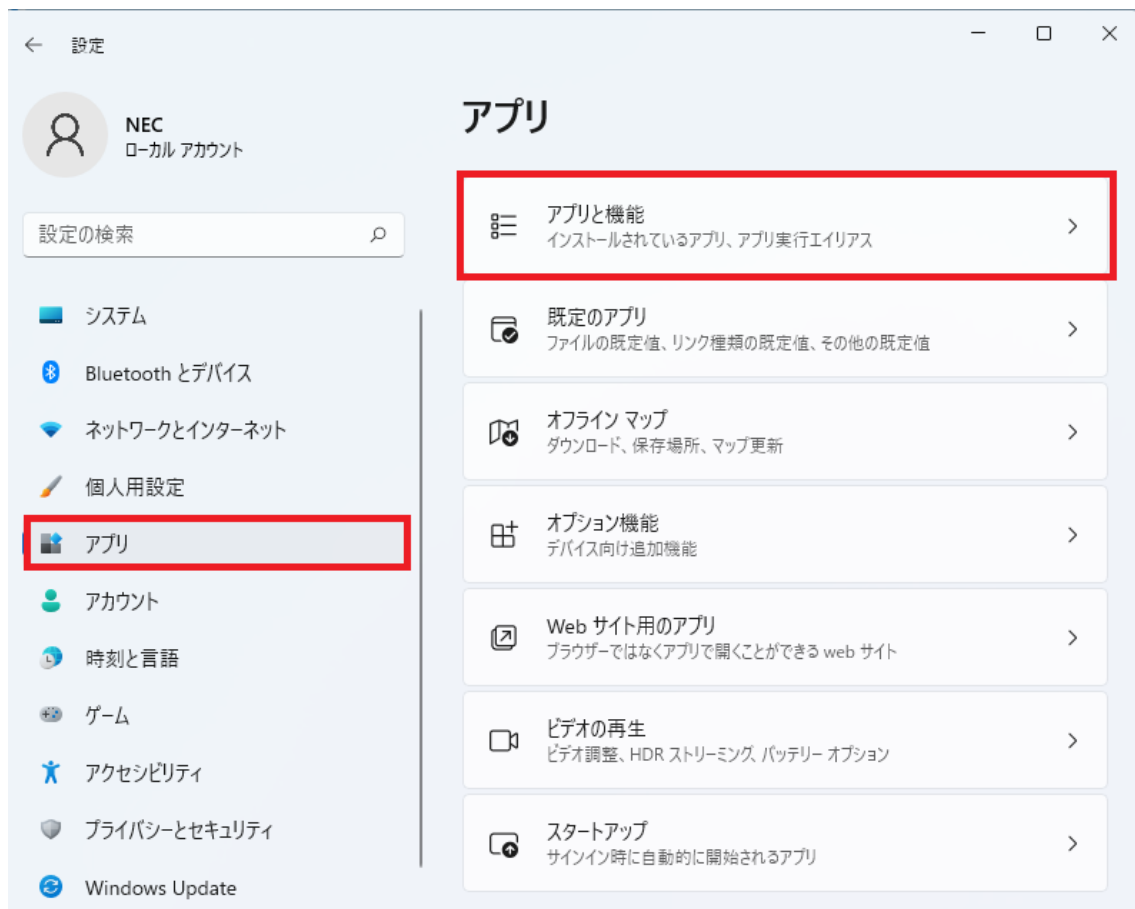 設定
NEC
ローカル アカウント
設定の検索
システム
Bluetooth とデバイス
ネットワークとインターネット
個人用設定
アプリ
アカウント
時刻と言語
ゲーム
アクセシビリティ
プライバシーとセキュリティ
Windows Update
アプリ
アプリと機能
インストールされているアプリ、アプリ実行エイリアス
既定のアプリ
ファイルの既定値、リンク種類の既定値、その他の既定値
オフライン マップ
ダウンロード、保存場所、マップ更新
オプション機能
デバイス向け追加機能
Web サイト用のアプリ
ブラウザーではなくアプリで開くことができる web サイト
ビデオの再生
ビデオ調整、HDR ストリーミング、バッテリー オプション
スタートアップ
サインイン時に自動的に開始されるアプリ